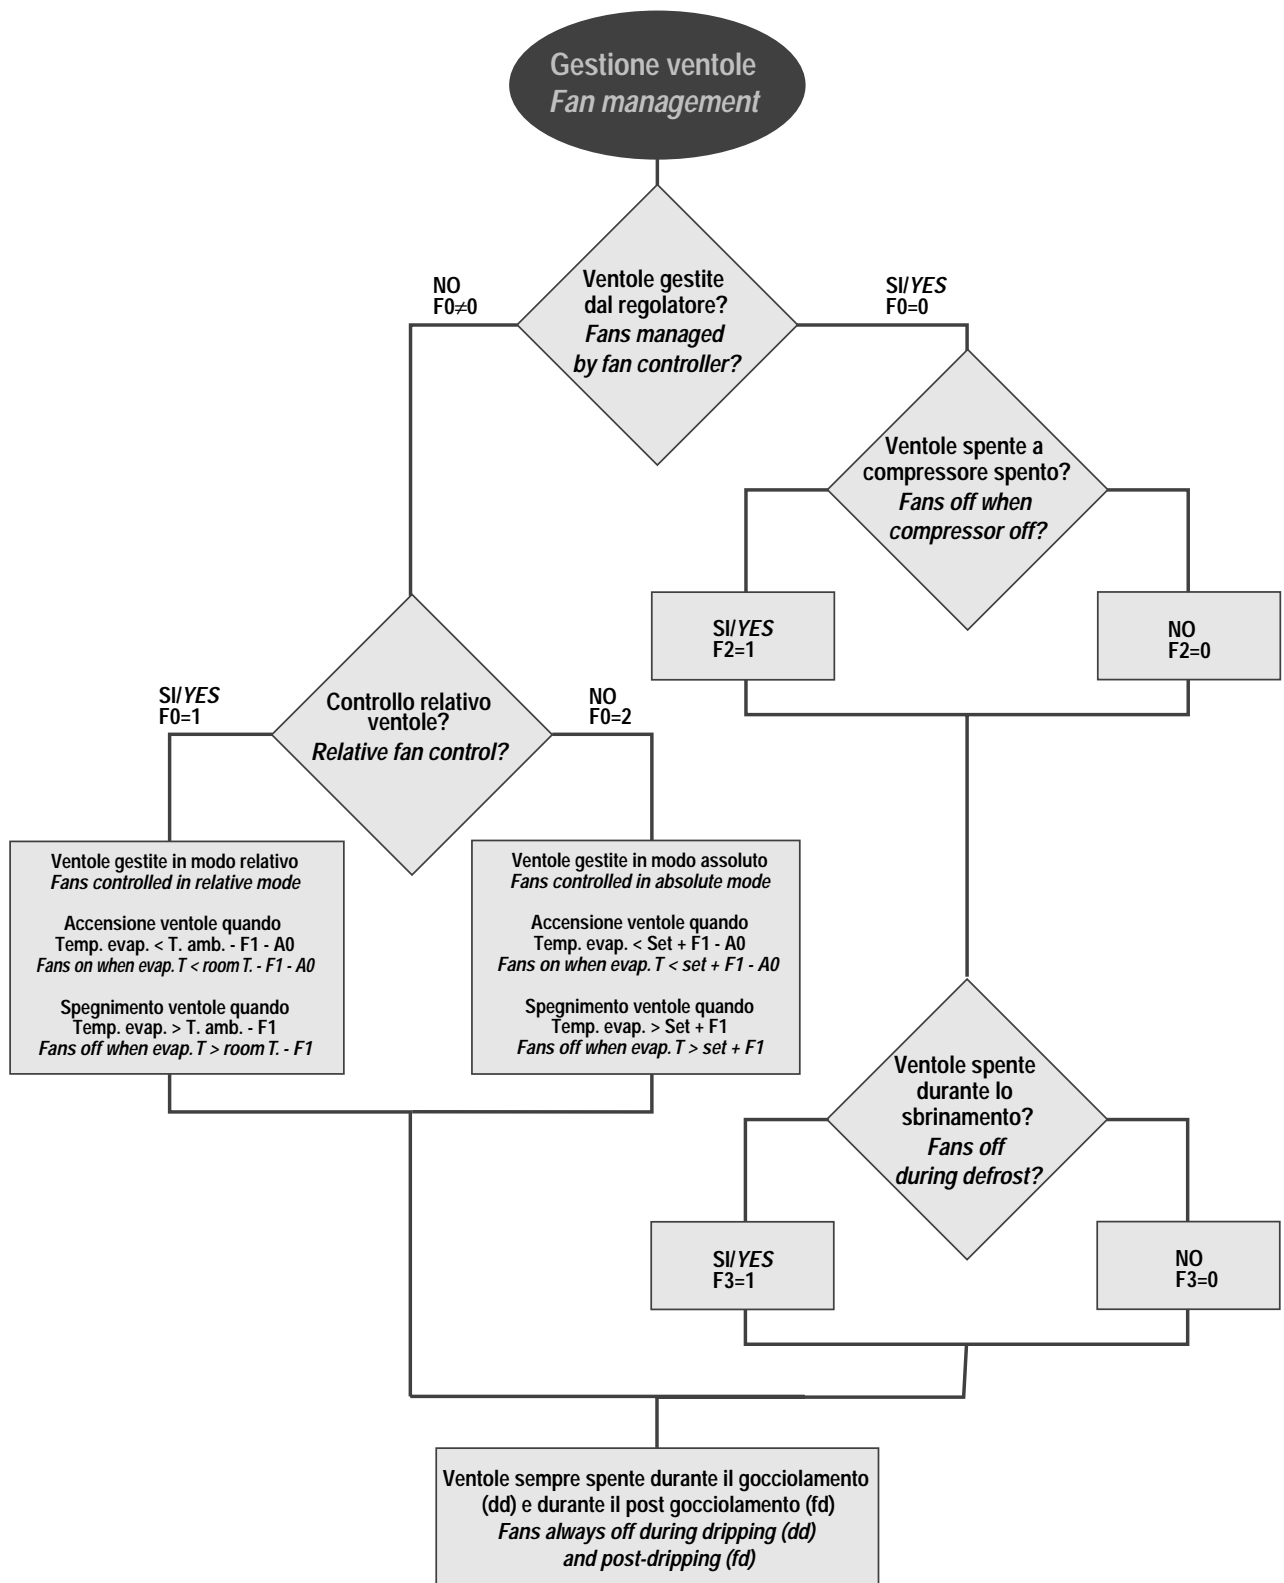 Gestione ventole
Fan management
NO
F0≠0
Ventole gestite
dal regolatore?
Fans managed
by fan controller?
SI/YES
F0=0
Ventole spente a
compressore spento?
Fans off when
compressor off?
SI/YES
F2=1
NO
F2=0
SI/YES
F0=1
Controllo relativo
ventole?
Relative fan control?
NO
F0=2
Ventole gestite in modo relativo
Fans controlled in relative mode
Accensione ventole quando
Temp. evap. < T. amb. - F1 - A0
Fans on when evap. T < room T. - F1 - A0
Spegnimento ventole quando
Temp. evap. > T. amb. - F1
Fans off when evap. T > room T. - F1
Ventole gestite in modo assoluto
Fans controlled in absolute mode
Accensione ventole quando
Temp. evap. < Set + F1 - A0
Fans on when evap. T < set + F1 - A0
Spegnimento ventole quando
Temp. evap. > Set + F1
Fans off when evap. T > set + F1
Ventole spente
durante lo
sbrinamento?
Fans off
during defrost?
SI/YES
F3=1
NO
F3=0
Ventole sempre spente durante il gocciolamento
(dd) e durante il post gocciolamento (fd)
Fans always off during dripping (dd)
and post-dripping (fd)